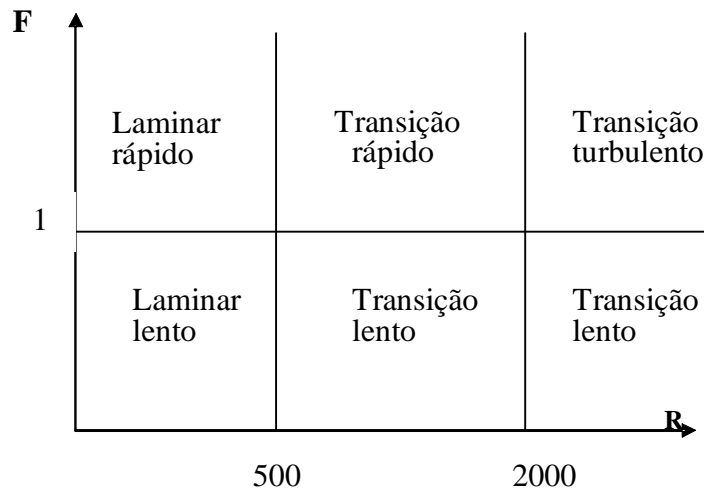 F
Laminar
rápido
Transição
rápido
Transição
turbulento
1
Laminar
lento
Transição
lento
Transição
lento
R
500
2000